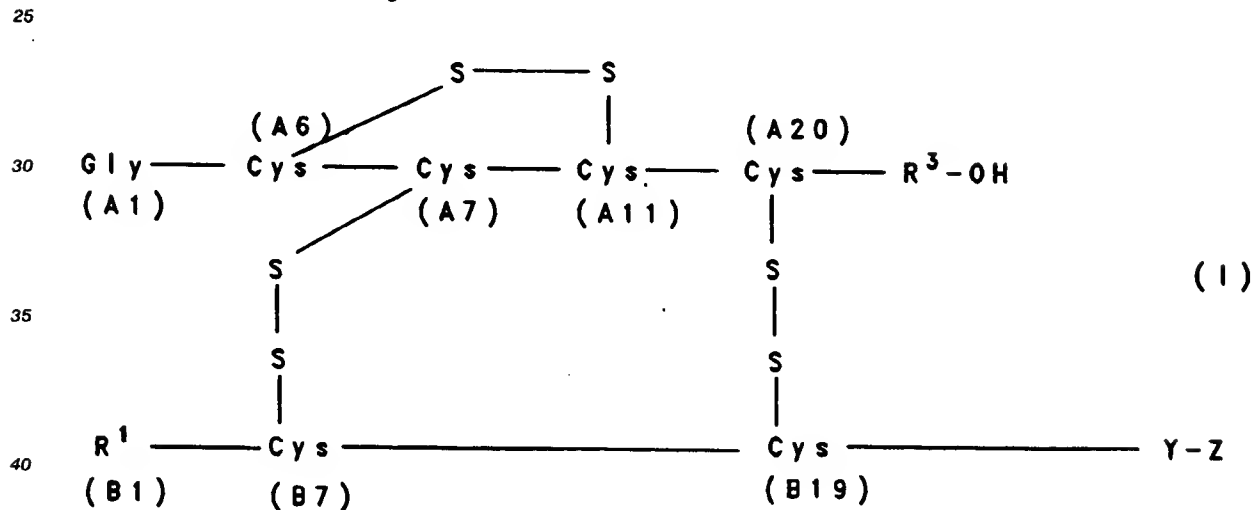 25
S S
(A6) (A20)
30 Gly Cys Cys Cys Cys R³-OH
(A1) (A7) (A11)
S S
(I)
35
S S
R¹ Cys Cys Y-Z
40
(B1) (B7) (B19)